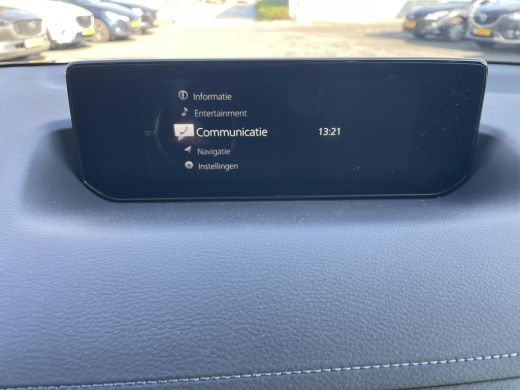 Informatie
Entertainment
Communicatie 13:21
Navigatie
Instellingen